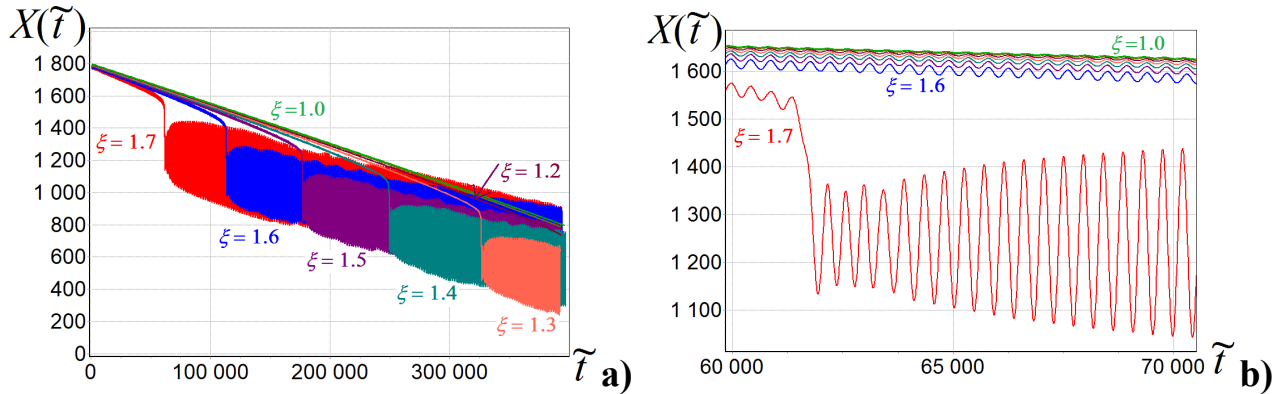 X(t̃)
1 800
1 600
1 400
1 200
1 000
800
600
400
200
0
ξ=1.0
ξ = 1.7
ξ = 1.2
ξ = 1.6
ξ = 1.5
ξ = 1.4
ξ = 1.3
0 100 000 200 000 300 000 t̃ a)
X(t̃)
1 600
1 500
1 400
1 300
1 200
1 100
ξ=1.0
ξ = 1.6
ξ = 1.7
60 000 65 000 70 000 t̃ b)